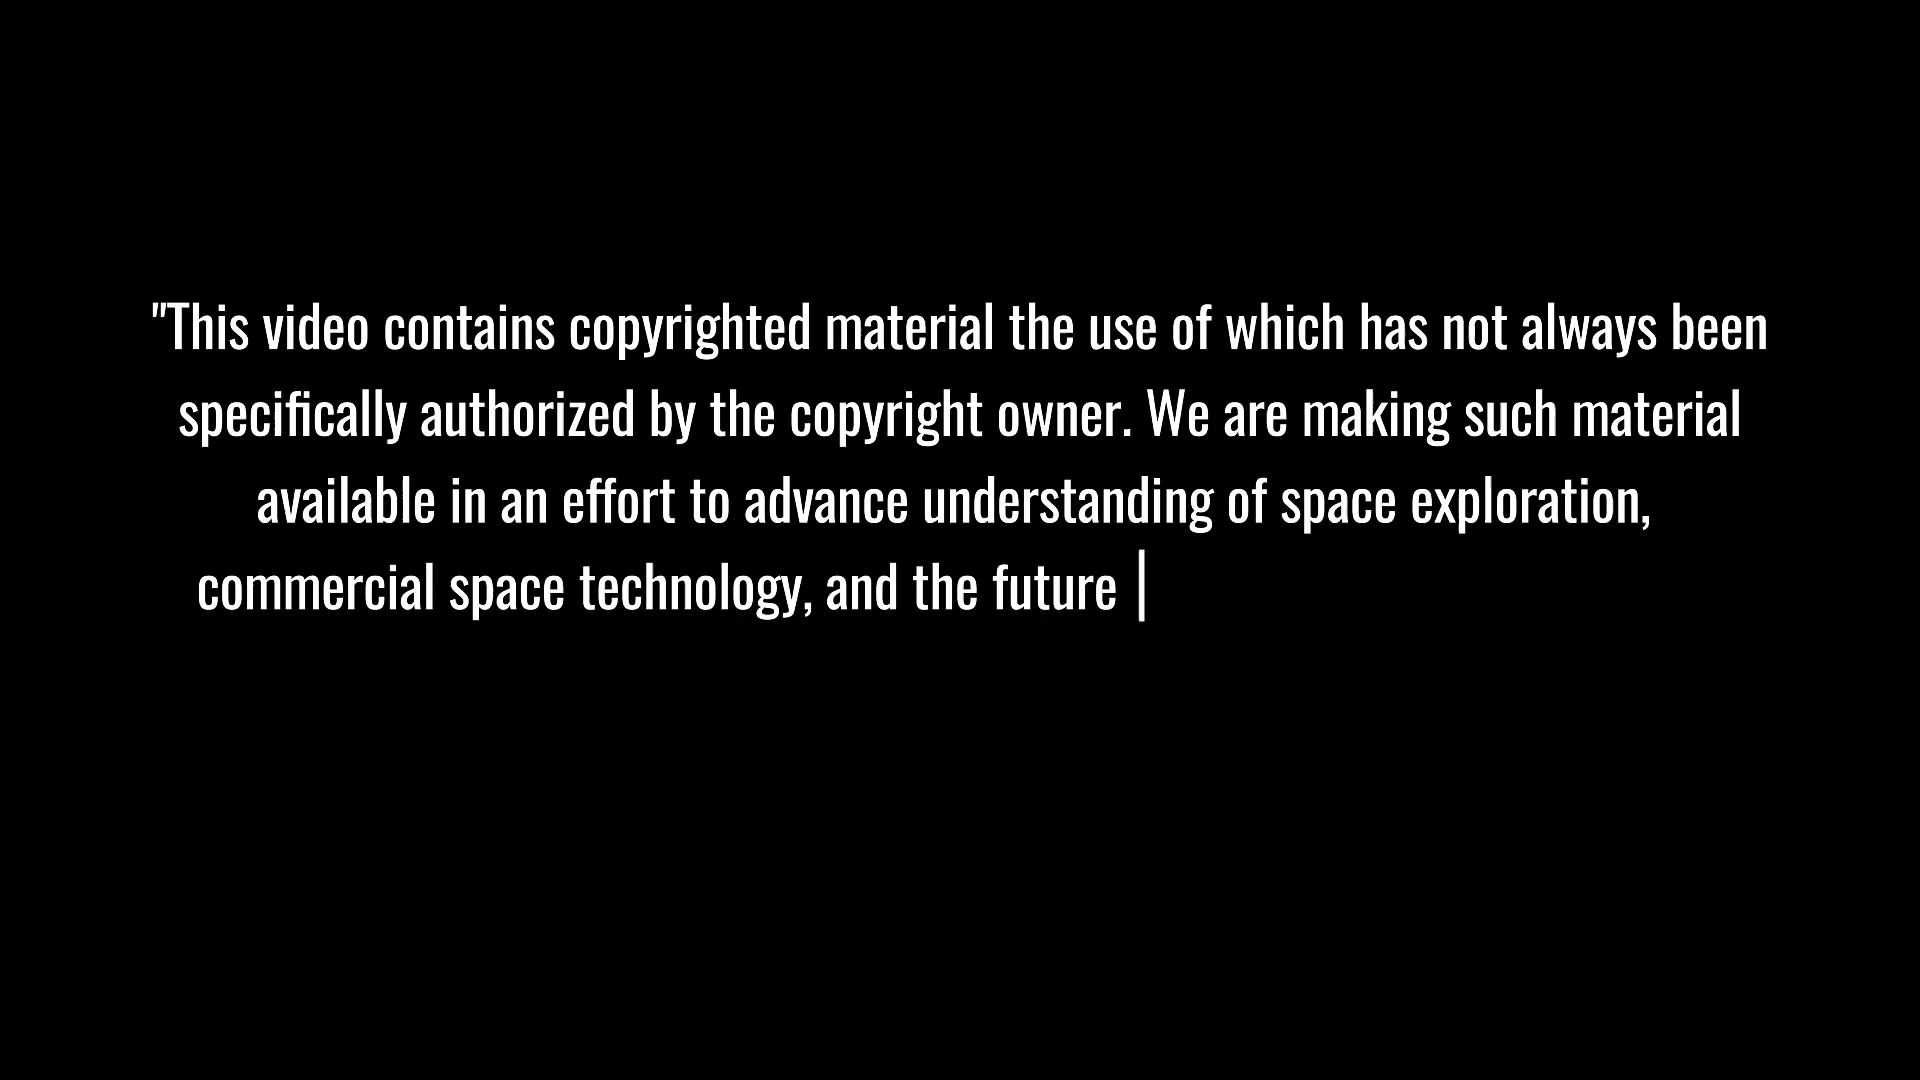 "This video contains copyrighted material the use of which has not always been
specifically authorized by the copyright owner. We are making such material
available in an effort to advance understanding of space exploration,
commercial space technology, and the future